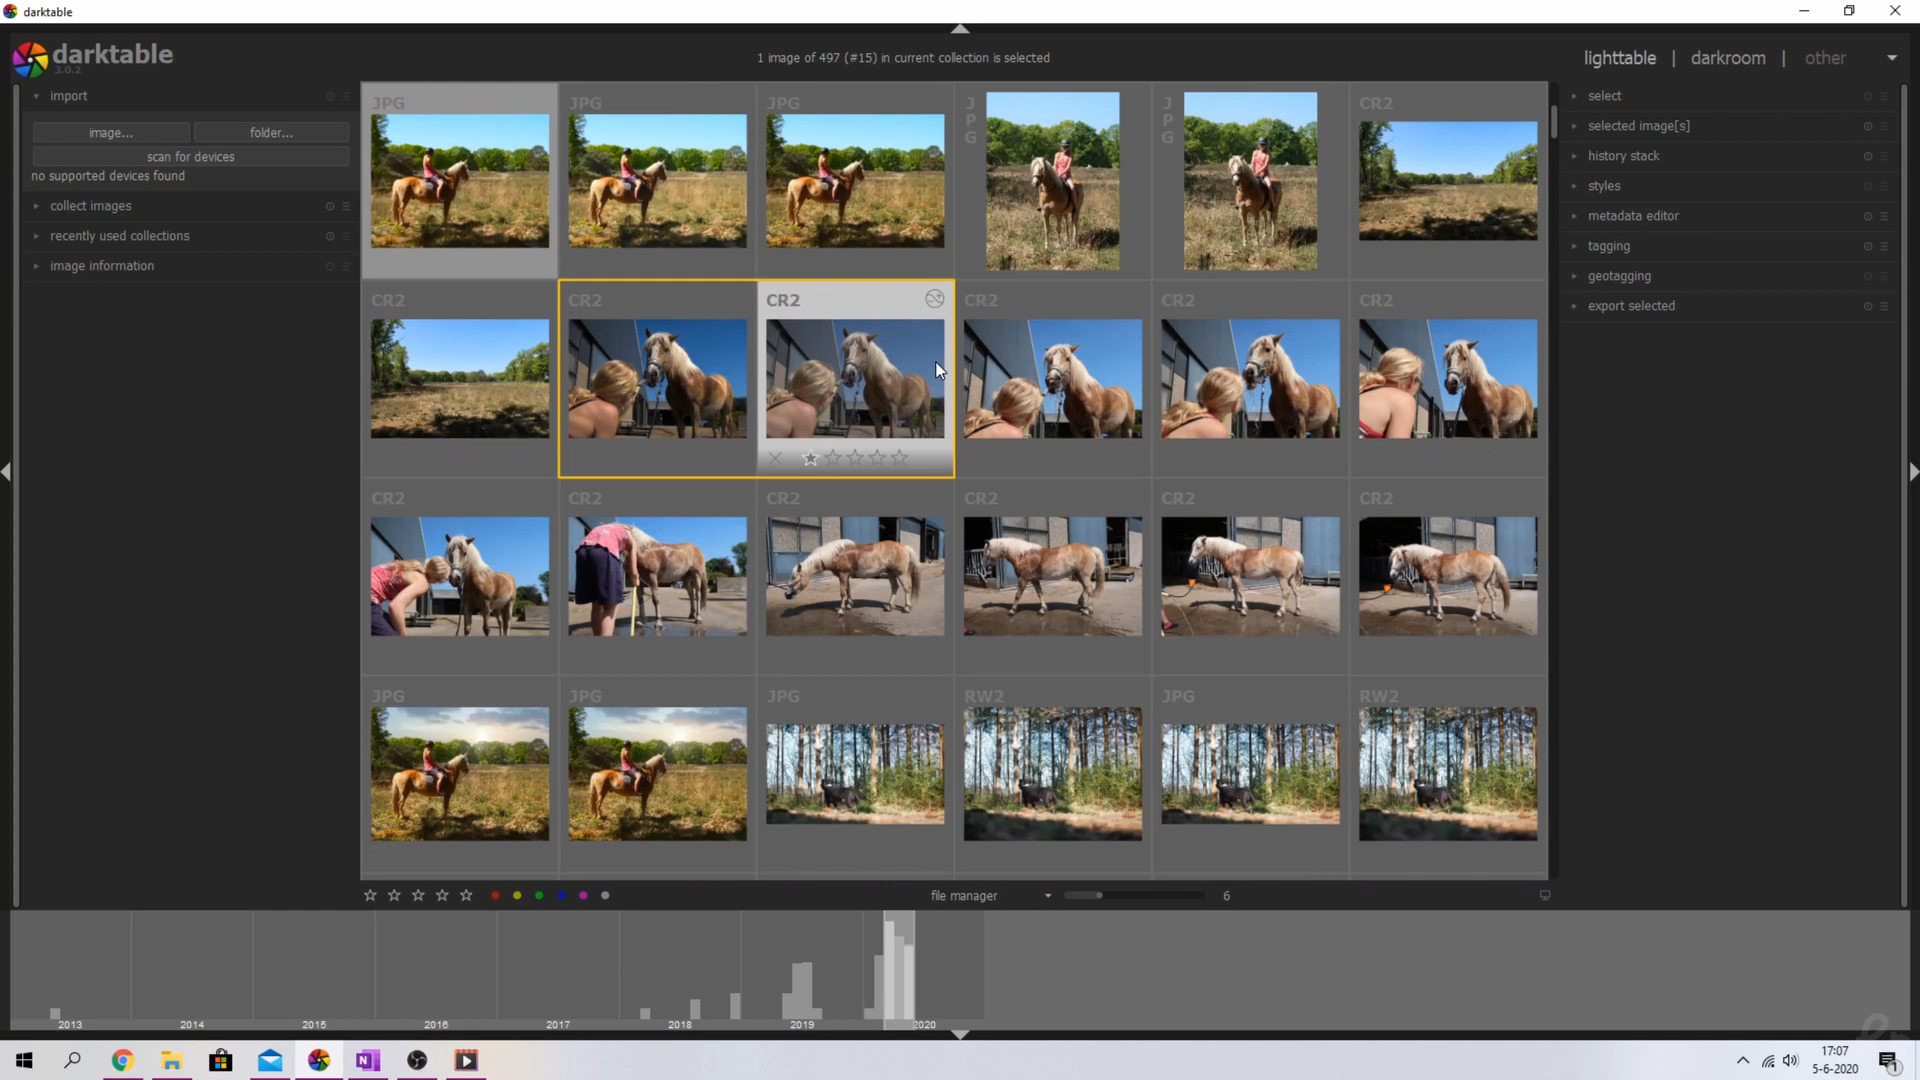 darktable
darktable
3.0.2
1 image of 497 (#15) in current collection is selected
lighttable | darkroom | other
import
image...
folder...
scan for devices
no supported devices found
collect images
recently used collections
image information
JPG
JPG
JPG
JPG
JPG
CR2
CR2
CR2
CR2
CR2
CR2
CR2
CR2
CR2
CR2
CR2
CR2
CR2
JPG
JPG
JPG
RW2
JPG
RW2
select
selected image[s]
history stack
styles
metadata editor
tagging
geotagging
export selected
file manager
6
2013
2014
2015
2016
2017
2018
2019
2020
N
17:07
5-6-2020
1